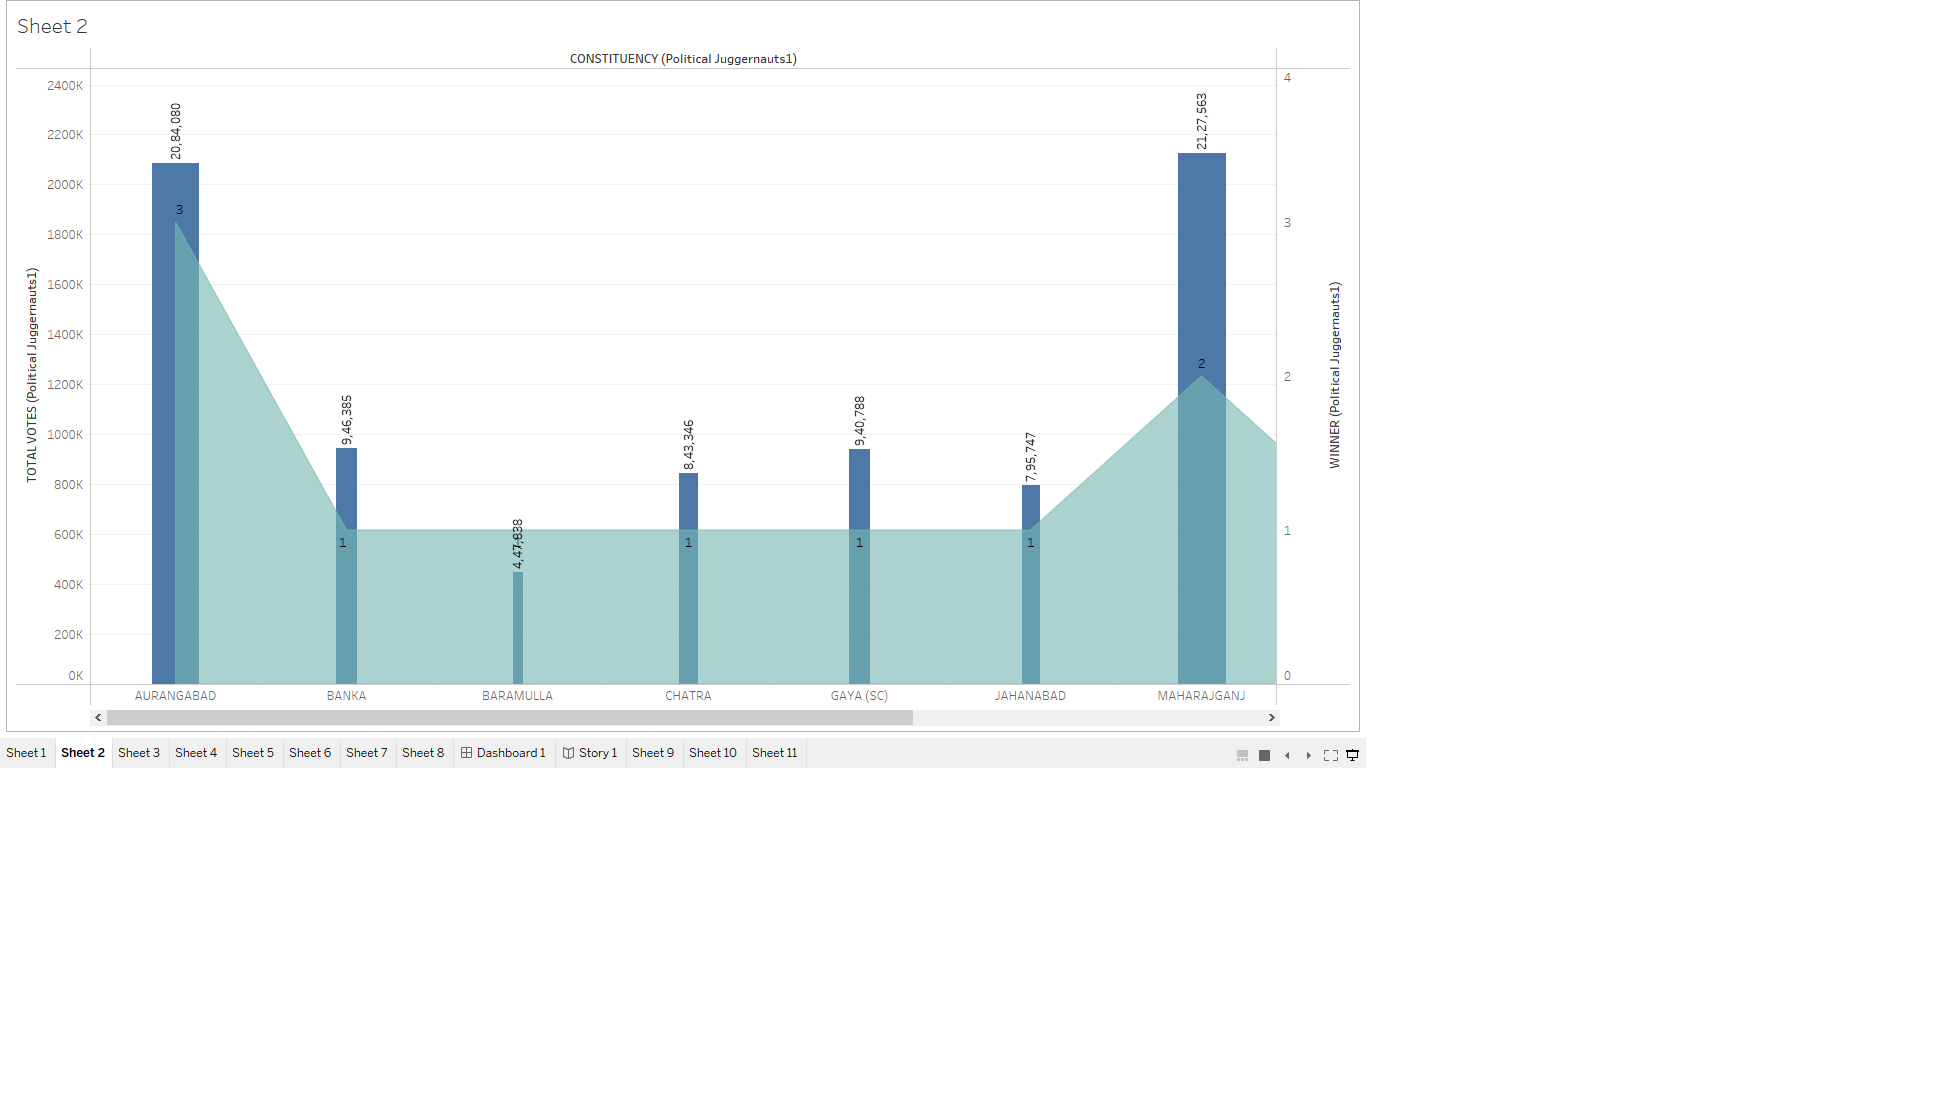 Sheet 2
CONSTITUENCY (Political Juggernauts1)
TOTAL VOTES (Political Juggernauts1)
2400K
2200K
2000K
1800K
1600K
1400K
1200K
1000K
800K
600K
400K
200K
0K
20,84,080
3
9,46,385
1
4,47,838
8,43,346
1
9,40,788
1
7,95,747
1
21,27,563
2
4
3
2
1
0
WINNER (Political Juggernauts1)
AURANGABAD BANKA BARAMULLA CHATRA GAYA (SC) JAHANABAD MAHARAJGANJ
Sheet 1 Sheet 2 Sheet 3 Sheet 4 Sheet 5 Sheet 6 Sheet 7 Sheet 8 Dashboard 1 Story 1 Sheet 9 Sheet 10 Sheet 11